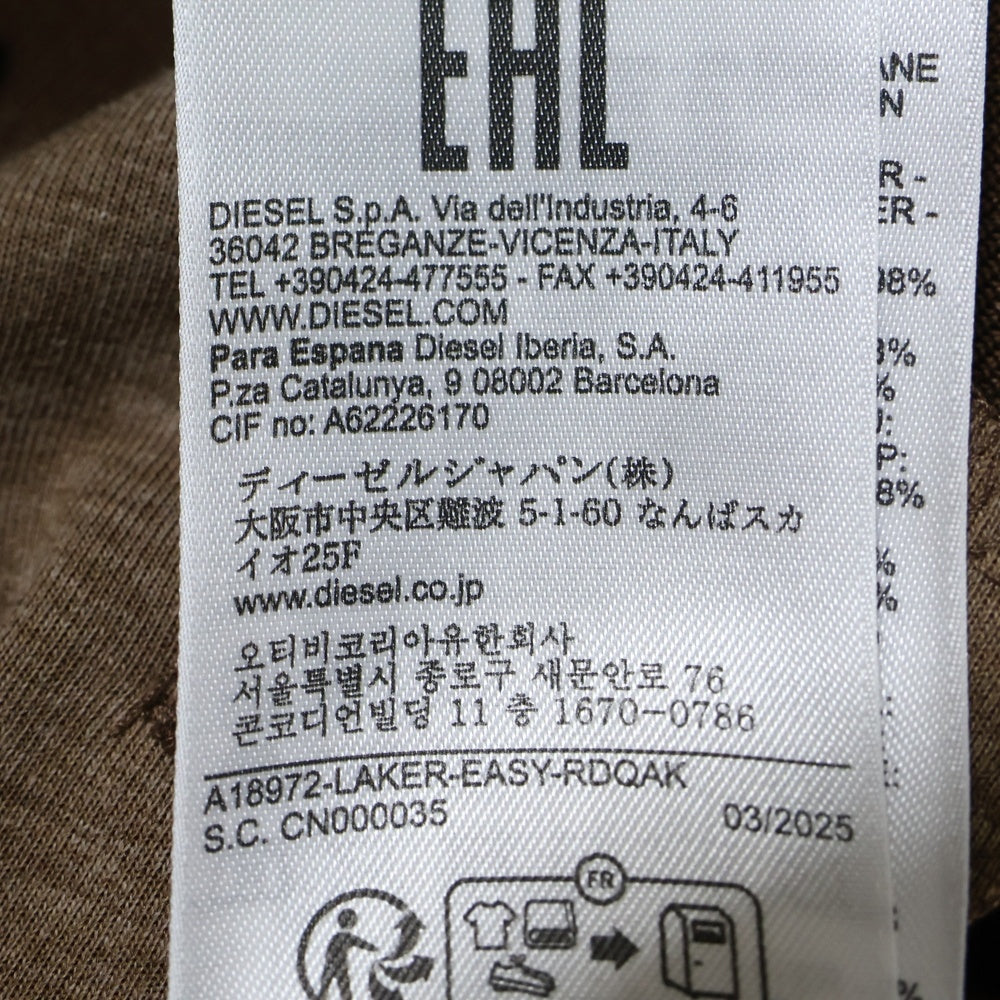 EAC
DIESEL S.p.A. Via dell'Industria, 4-6
36042 BREGANZE-VICENZA-ITALY
TEL +390424-477555 - FAX +390424-411955
WWW.DIESEL.COM
Para Espana Diesel Iberia, S.A.
P.za Catalunya, 9 08002 Barcelona
CIF no: A62226170
ディーゼルジャパン(株)
大阪市中央区難波 5-1-60 なんばスカ
イオ25F
www.diesel.co.jp
오티비코리아유한회사
서울특별시 종로구 새문안로 76
콘코디언빌딩 11 층 1670-0786
A18972-LAKER-EASY-RDQAK
S.C. CN000035 03/2025
FR